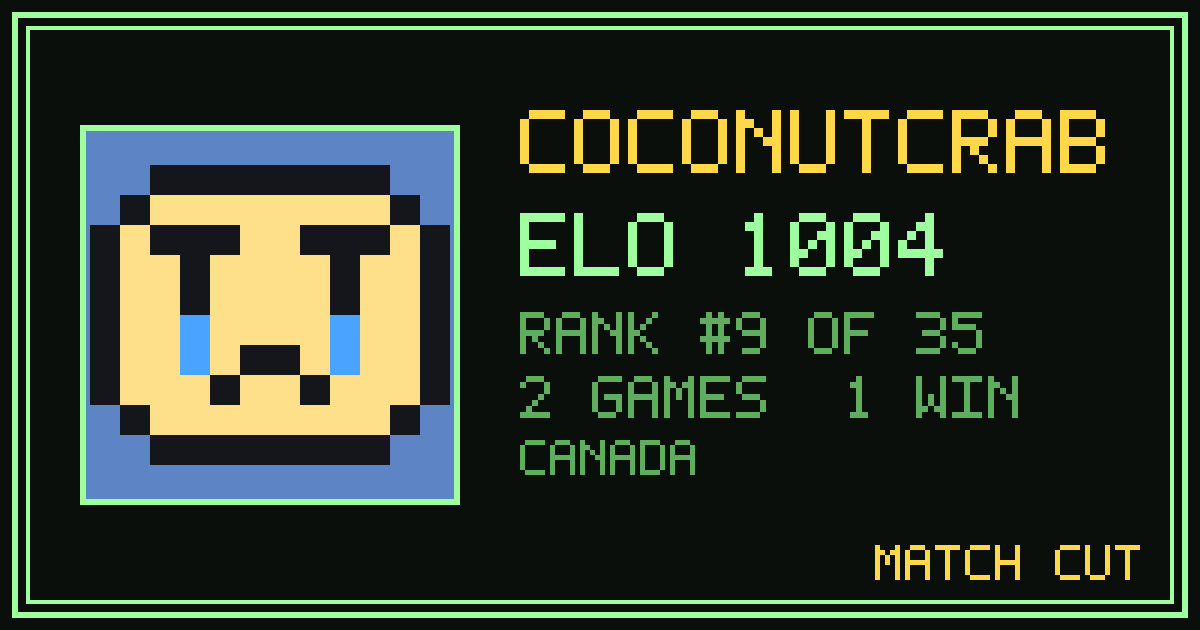 COCONUTCRAB
ELO 1004
RANK #9 OF 35
2 GAMES 1 WIN
CANADA
MATCH CUT